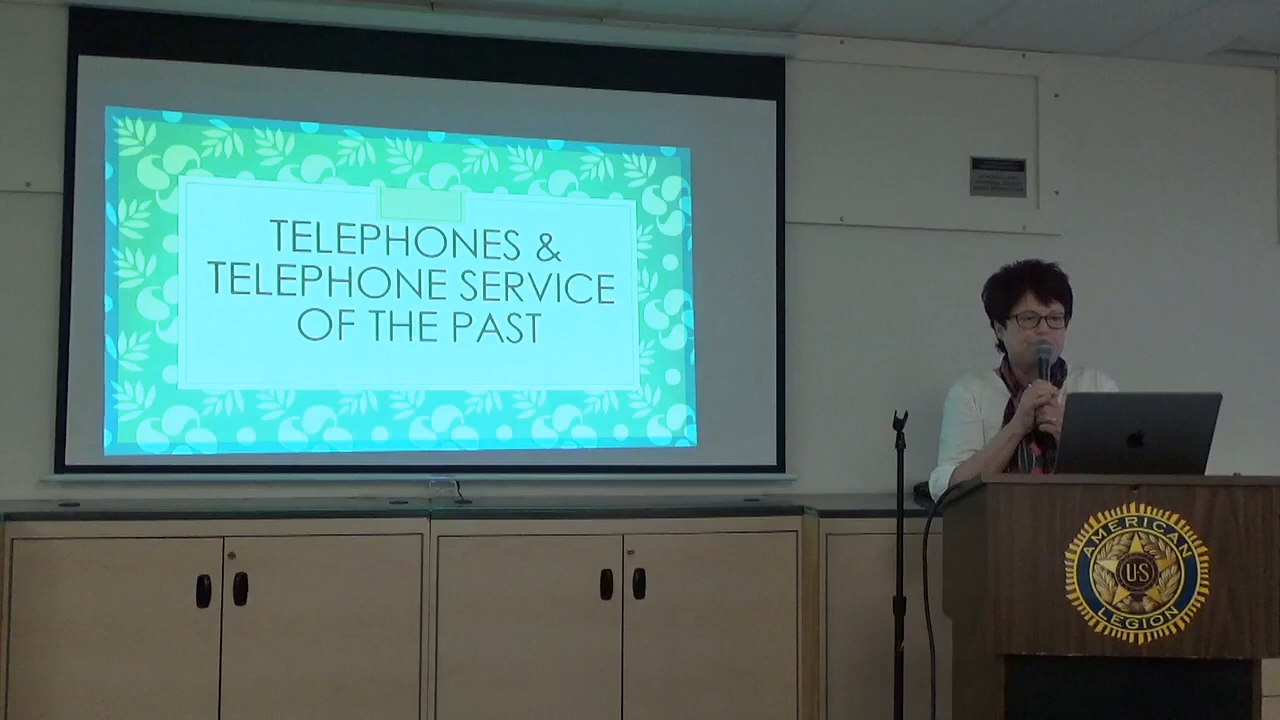 TELEPHONES &
TELEPHONE SERVICE
OF THE PAST
AMERICAN
US
LEGION